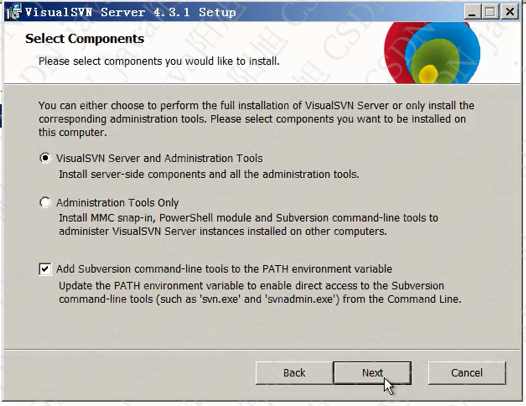 VisualSVN Server 4.3.1 Setup
Select Components
Please select components you would like to install.
You can either choose to perform the full installation of VisualSVN Server or only install the
corresponding administration tools. Please select components you want to be installed on
this computer.
VisualSVN Server and Administration Tools
Install server-side components and all the administration tools.
Administration Tools Only
Install MMC snap-in, PowerShell module and Subversion command-line tools to
administer VisualSVN Server instances installed on other computers.
Add Subversion command-line tools to the PATH environment variable
Update the PATH environment variable to enable direct access to the Subversion
command-line tools (such as 'svn.exe' and 'svnadmin.exe') from the Command Line.
Back
Next
Cancel